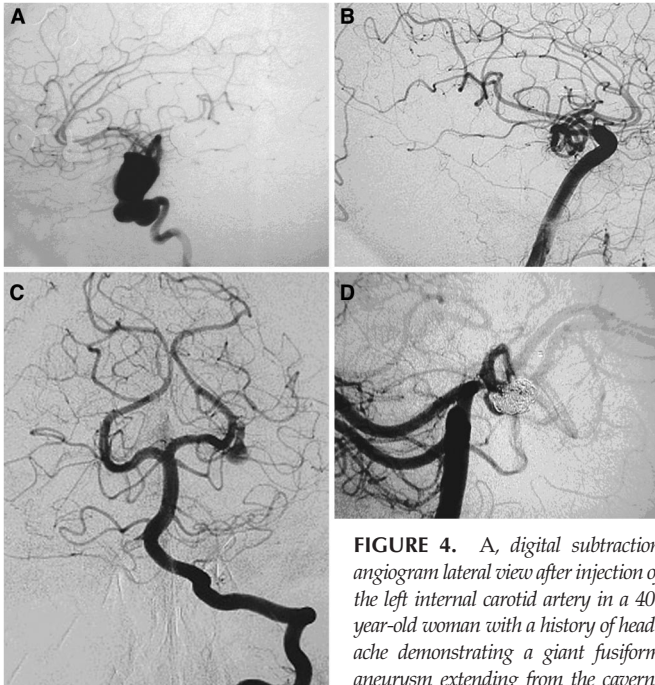 A
B
C
D
FIGURE 4. A, digital subtraction
angiogram lateral view after injection of
the left internal carotid artery in a 40-
year-old woman with a history of head-
ache demonstrating a giant fusiform
aneurysm extending from the cavern-